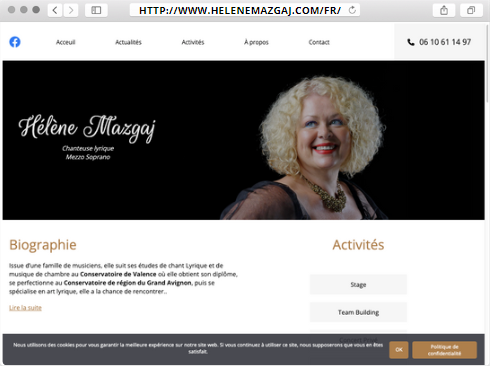 HTTP://WWW.HELENEMAZGAJ.COM/FR/
Acceuil Actualités Activités À propos Contact 06 10 61 14 97
Hélène Mazgaj
Chanteuse lyrique
Mezzo Soprano
Biographie
Issue d'une famille de musiciens, elle suit ses études de chant Lyrique et de
musique de chambre au Conservatoire de Valence où elle obtient son diplôme,
se perfectionne au Conservatoire de région du Grand Avignon, puis se
spécialise en art lyrique, elle a la chance de rencontrer..
Lire la suite
Activités
Stage
Team Building
Nous utilisons des cookies pour vous garantir la meilleure expérience sur notre site web. Si vous continuez à utiliser ce site, nous supposerons que vous en êtes
satisfait.
OK
Politique de
confidentialité